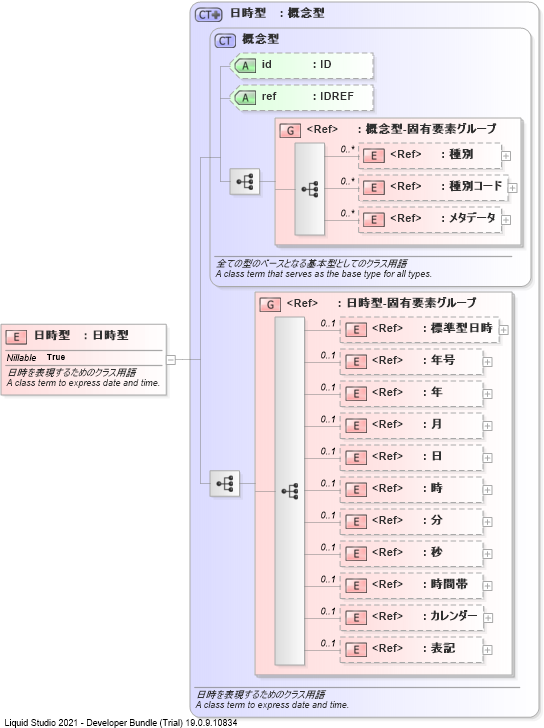 CT 日時型 : 概念型
CT 概念型
A id : ID
A ref : IDREF
G <Ref> : 概念型-固有要素グループ
0..* E <Ref> : 種別
0..* E <Ref> : 種別コード
0..* E <Ref> : メタデータ
全ての型のベースとなる基本型としてのクラス用語
A class term that serves as the base type for all types.
G <Ref> : 日時型-固有要素グループ
E 日時型 : 日時型
Nillable True
日時を表現するためのクラス用語
A class term to express date and time.
0..1 E <Ref> : 標準型日時
0..1 E <Ref> : 年号
0..1 E <Ref> : 年
0..1 E <Ref> : 月
0..1 E <Ref> : 日
0..1 E <Ref> : 時
0..1 E <Ref> : 分
0..1 E <Ref> : 秒
0..1 E <Ref> : 時間帯
0..1 E <Ref> : カレンダー
0..1 E <Ref> : 表記
日時を表現するためのクラス用語
A class term to express date and time.
Liquid Studio 2021 - Developer Bundle (Trial) 19.0.9.10834